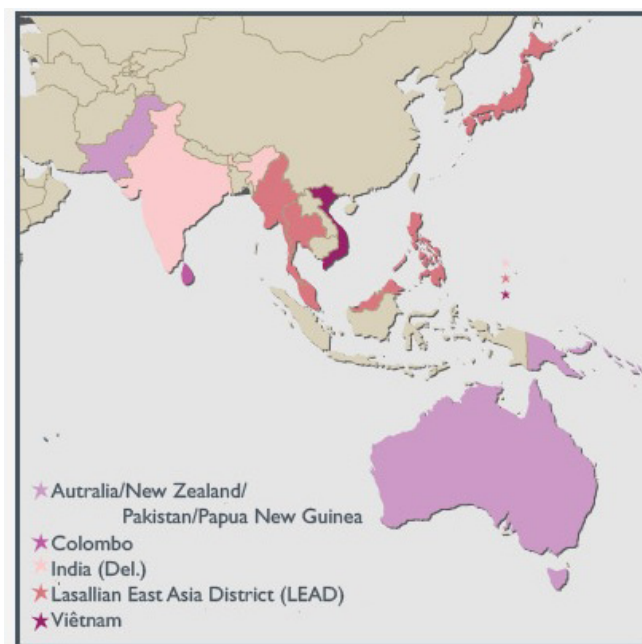 Autralia/New Zealand/
Pakistan/Papua New Guinea
Colombo
India (Del.)
Lasallian East Asia District (LEAD)
Viêtnam